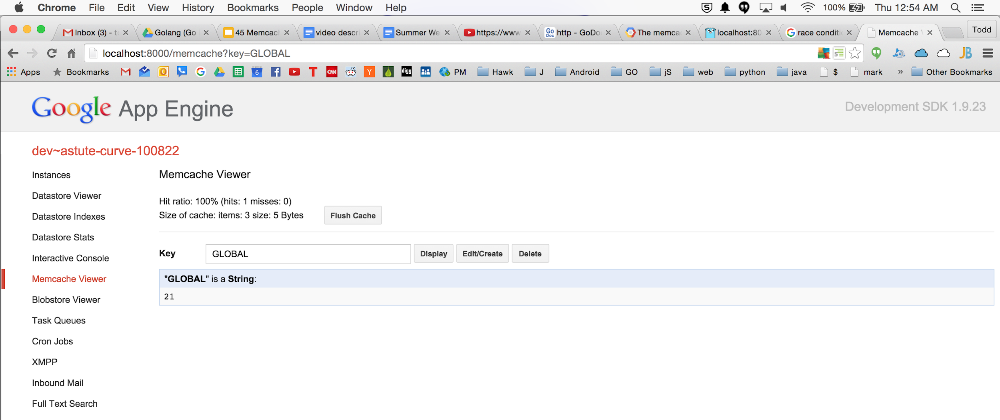 Chrome File Edit View History Bookmarks People Window Help 100% Thu 12:54 AM
Inbox (3) - Golang (Go 45 Memcac video descri Summer We https://www http - GoDo The memca localhost:80 race conditi Memcache Todd
localhost:8000/memcache?key=GLOBAL
Apps Bookmarks CNN digg PM Hawk J Android GO jS web python java $ mark » Other Bookmarks
Google App Engine
Development SDK 1.9.23
dev~astute-curve-100822
Instances
Datastore Viewer
Datastore Indexes
Datastore Stats
Interactive Console
Memcache Viewer
Blobstore Viewer
Task Queues
Cron Jobs
XMPP
Inbound Mail
Full Text Search
Memcache Viewer
Hit ratio: 100% (hits: 1 misses: 0)
Size of cache: items: 3 size: 5 Bytes
Flush Cache
Key GLOBAL Display Edit/Create Delete
"GLOBAL" is a String:
21